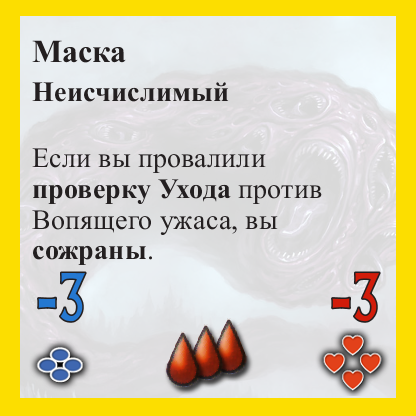 Маска
Неисчислимый
Если вы провалили
проверку Ухода против
Вопящего ужаса, вы
сожраны.
-3 -3